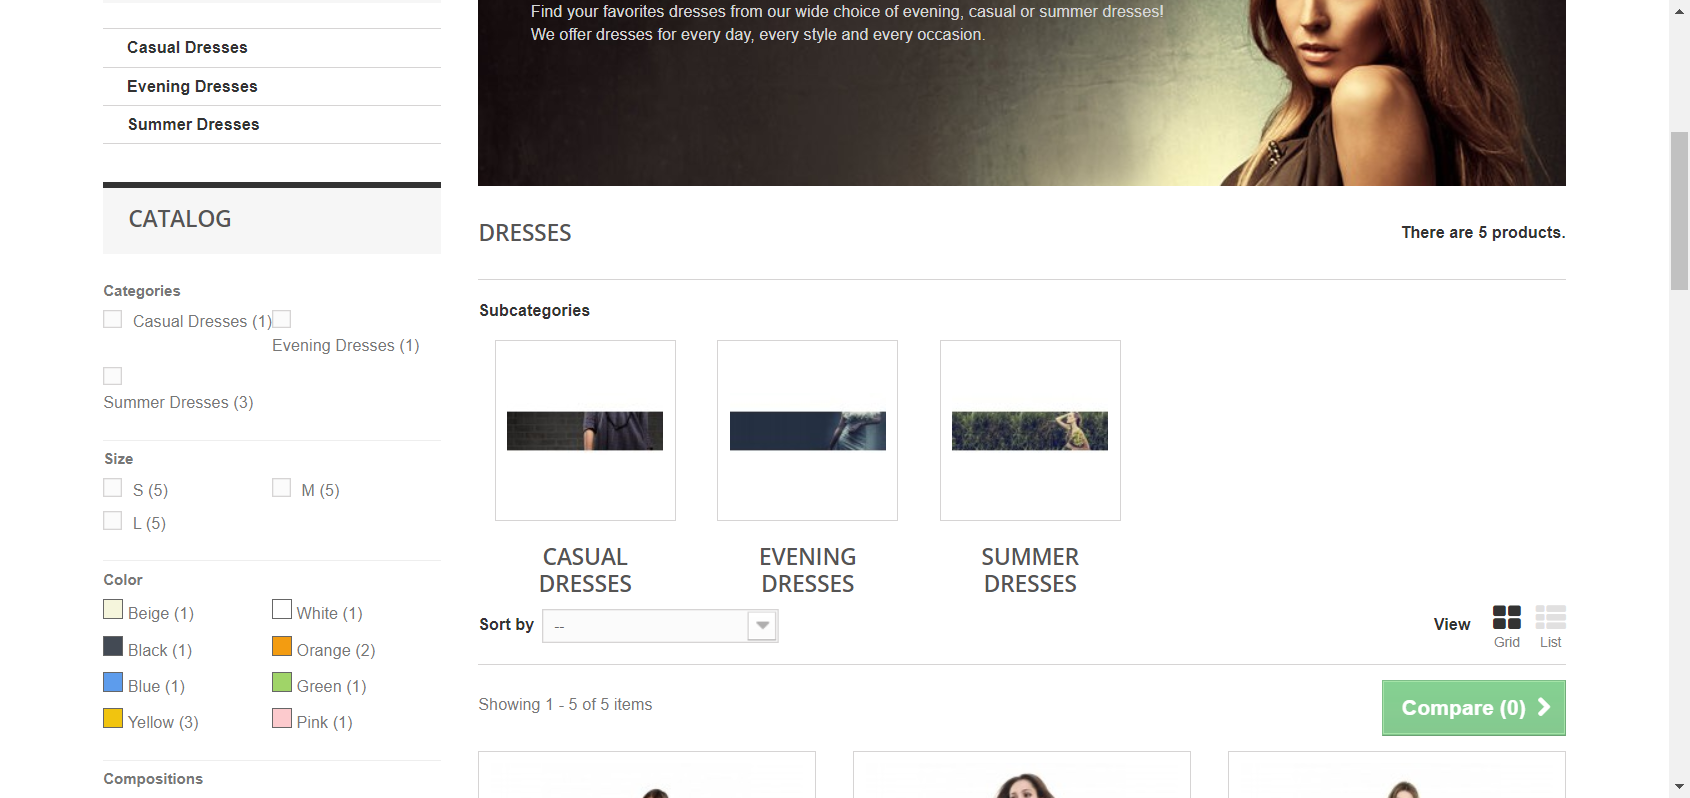 Find your favorites dresses from our wide choice of evening, casual or summer dresses!
We offer dresses for every day, every style and every occasion.
Casual Dresses
Evening Dresses
Summer Dresses
CATALOG
Categories
Casual Dresses (1)
Evening Dresses (1)
Summer Dresses (3)
Size
S (5)
M (5)
L (5)
Color
Beige (1)
White (1)
Black (1)
Orange (2)
Blue (1)
Green (1)
Yellow (3)
Pink (1)
Compositions
DRESSES
There are 5 products.
Subcategories
CASUAL
DRESSES
EVENING
DRESSES
SUMMER
DRESSES
Sort by
--
View
Grid
List
Showing 1 - 5 of 5 items
Compare (0)